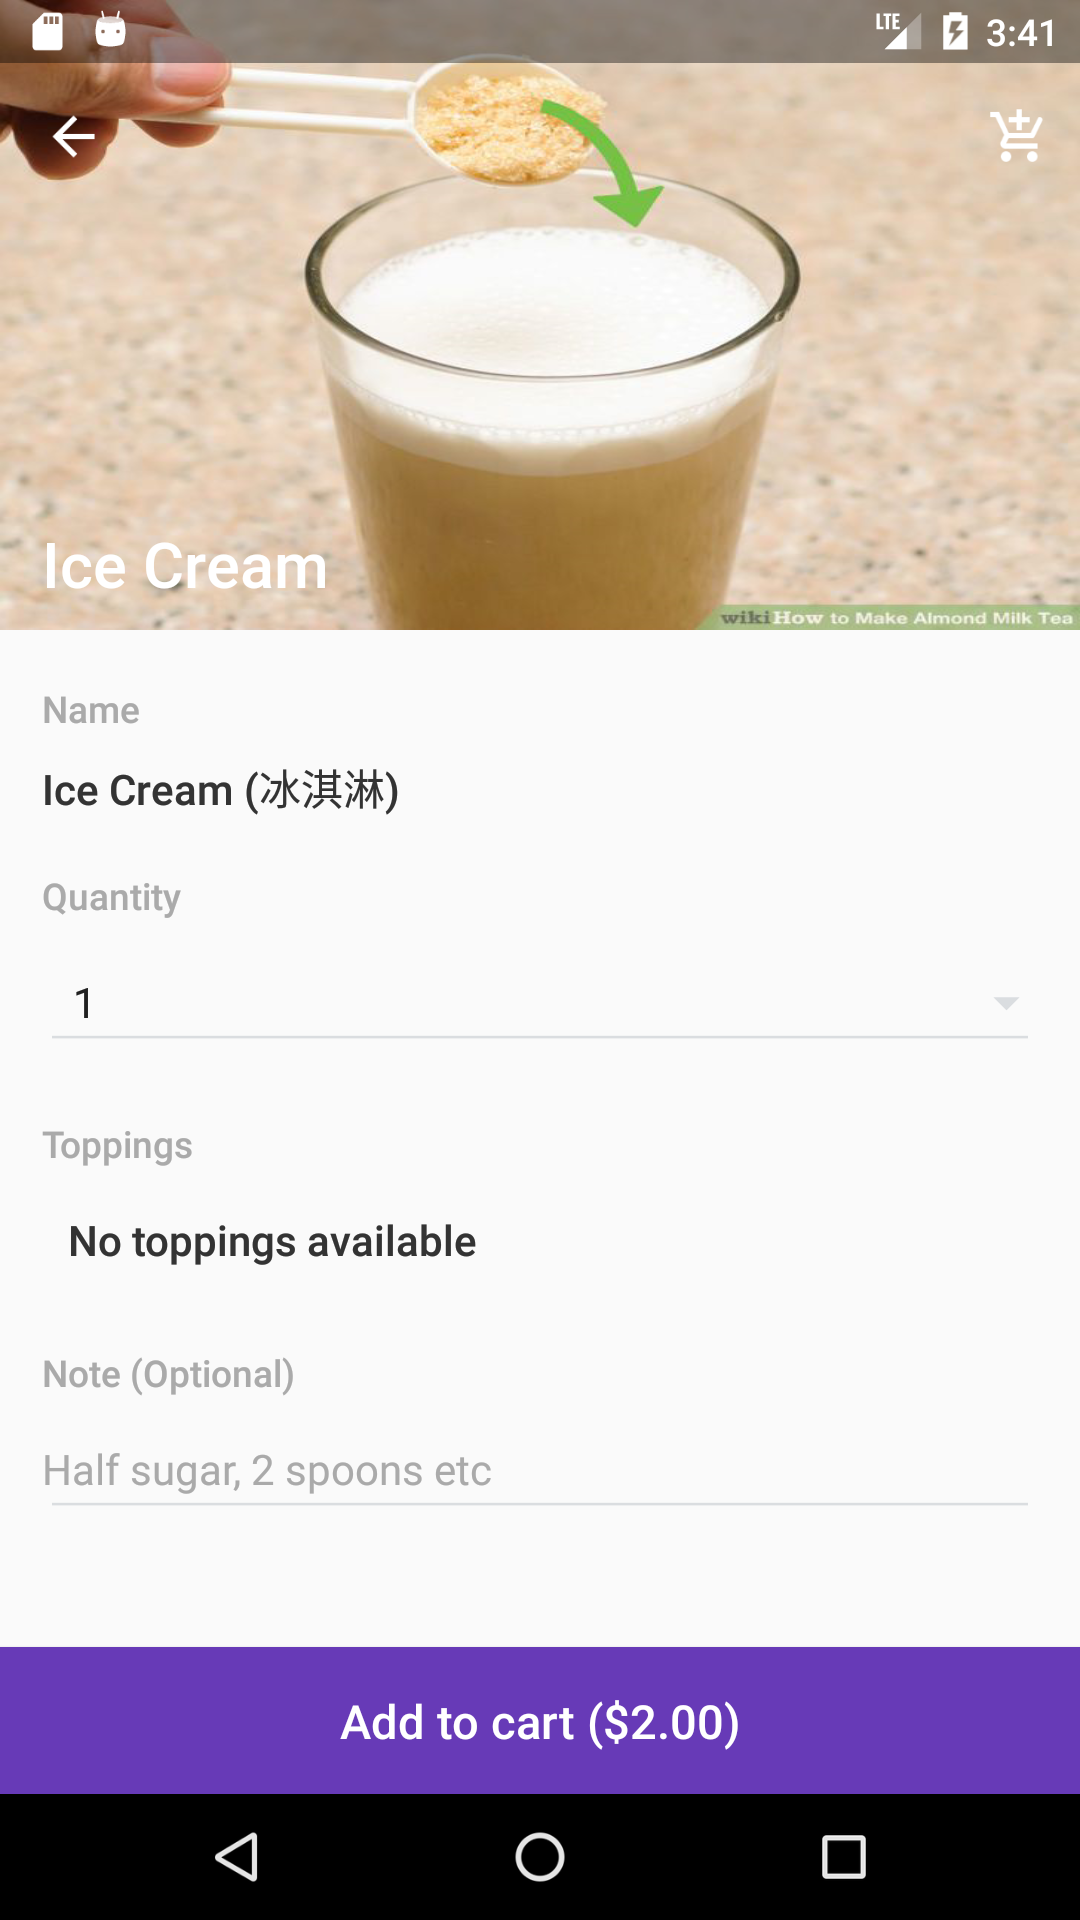 LTE 3:41
Ice Cream
wikiHow to Make Almond Milk Tea
Name
Ice Cream (冰淇淋)
Quantity
1
Toppings
No toppings available
Note (Optional)
Half sugar, 2 spoons etc
Add to cart ($2.00)